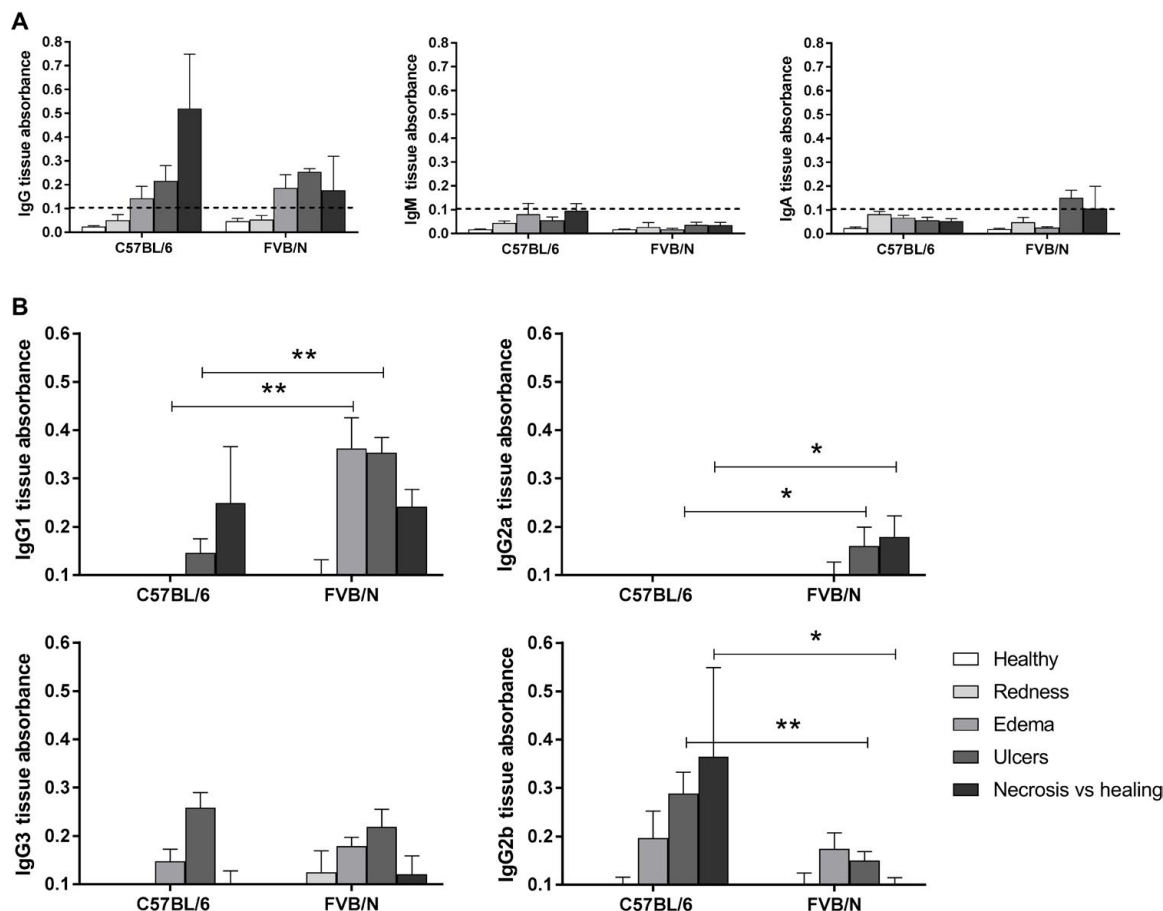 A
IgG tissue absorbance
0.8
0.7
0.6
0.5
0.4
0.3
0.2
0.1
0.0
C57BL/6 FVB/N
IgM tissue absorbance
0.8
0.7
0.6
0.5
0.4
0.3
0.2
0.1
0.0
C57BL/6 FVB/N
IgA tissue absorbance
0.8
0.7
0.6
0.5
0.4
0.3
0.2
0.1
0.0
C57BL/6 FVB/N
B
IgG1 tissue absorbance
0.6
0.5
0.4
0.3
0.2
0.1
**
**
C57BL/6 FVB/N
IgG2a tissue absorbance
0.6
0.5
0.4
0.3
0.2
0.1
*
*
C57BL/6 FVB/N
IgG3 tissue absorbance
0.6
0.5
0.4
0.3
0.2
0.1
C57BL/6 FVB/N
IgG2b tissue absorbance
0.6
0.5
0.4
0.3
0.2
0.1
*
**
C57BL/6 FVB/N
Healthy
Redness
Edema
Ulcers
Necrosis vs healing